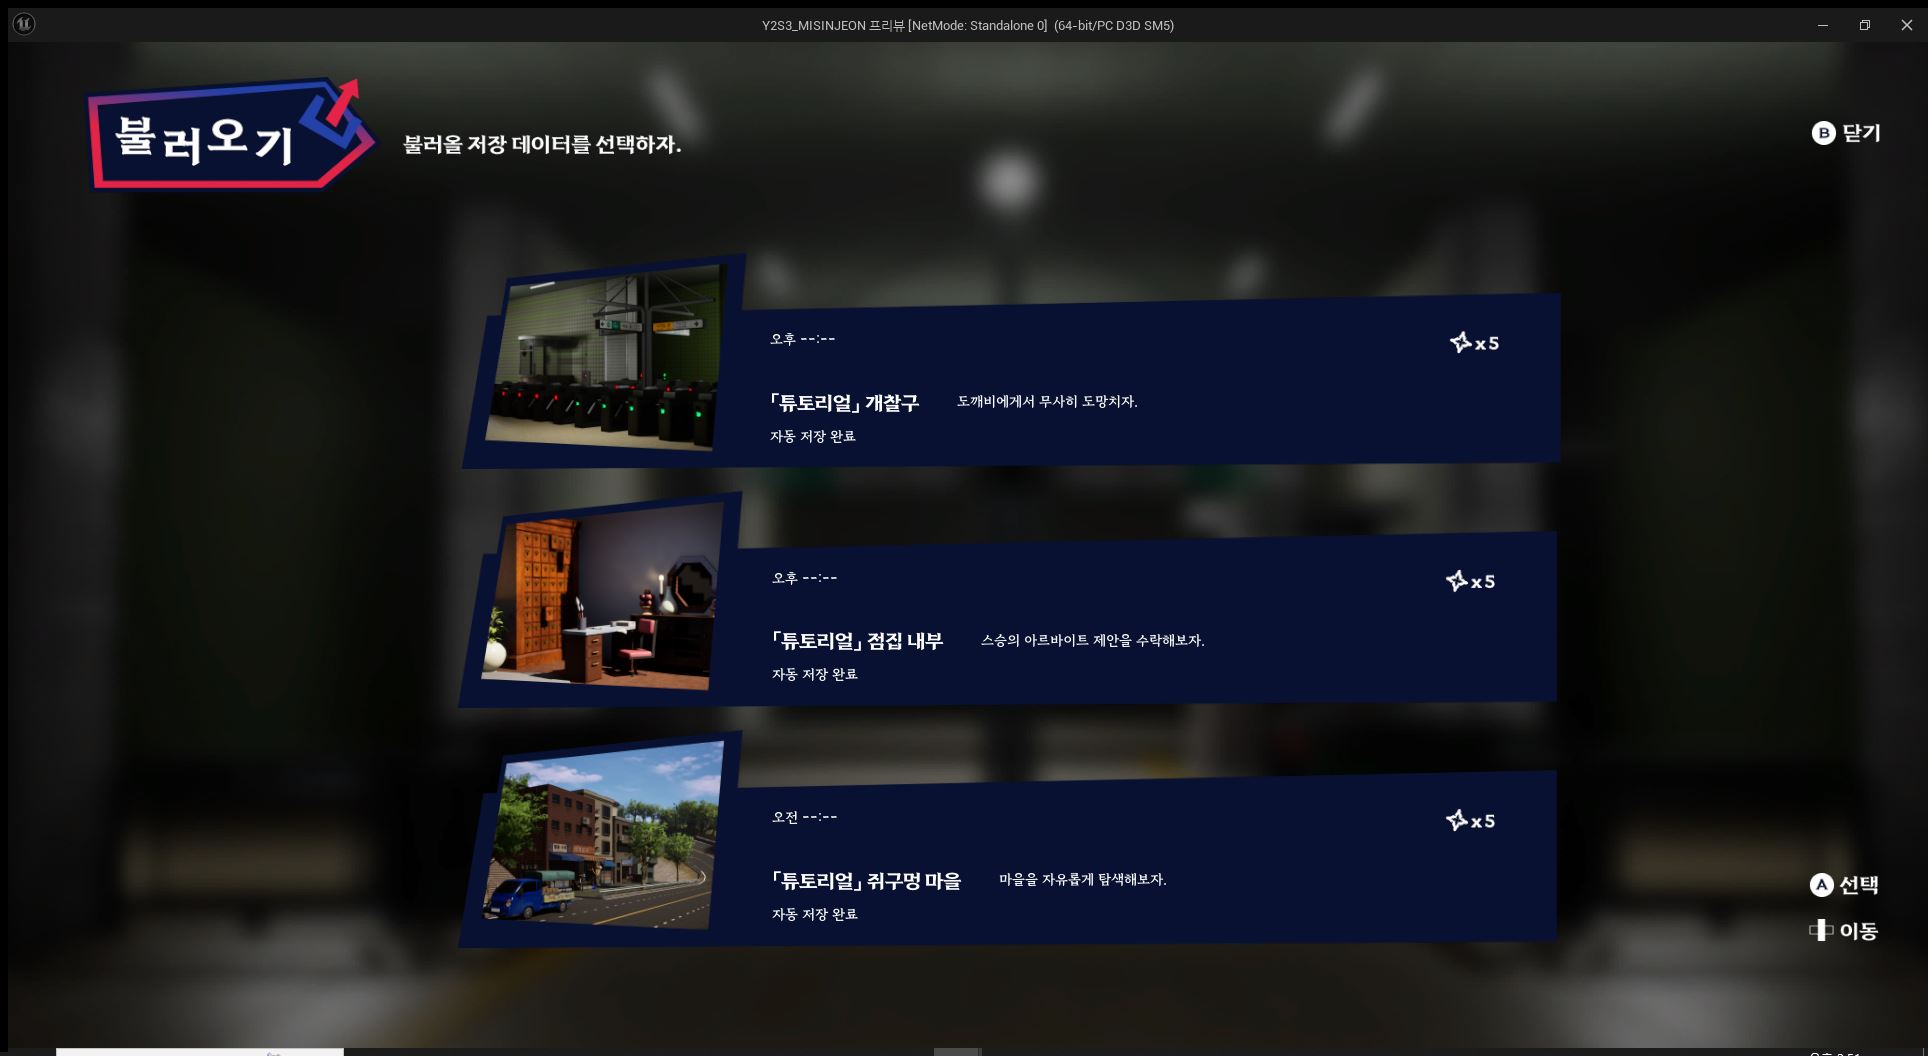 Y2S3_MISINJEON 프리뷰 [NetMode: Standalone 0]  (64-bit/PC D3D SM5)
불러오기
불러올 저장 데이터를 선택하자.
B 닫기
오후 --:--
x5
「튜토리얼」 개찰구 도깨비에게서 무사히 도망치자.
자동 저장 완료
오후 --:--
x5
「튜토리얼」 점집 내부 스승의 아르바이트 제안을 수락해보자.
자동 저장 완료
오전 --:--
x5
「튜토리얼」 쥐구멍 마을 마을을 자유롭게 탐색해보자.
자동 저장 완료
A 선택
이동